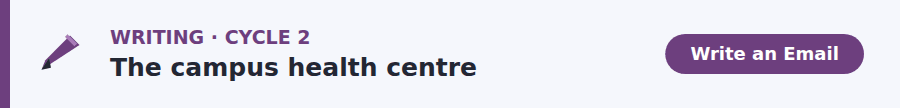 WRITING · CYCLE 2
The campus health centre
Write an Email